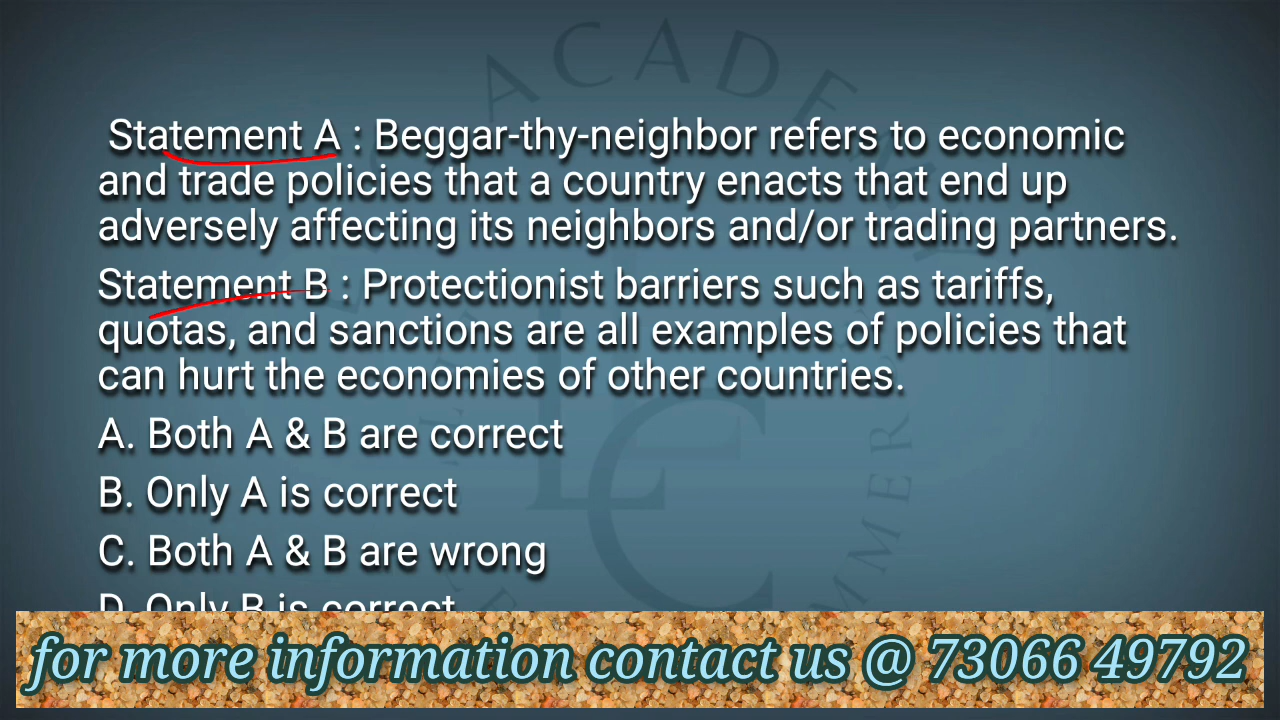 Statement A : Beggar-thy-neighbor refers to economic
and trade policies that a country enacts that end up
adversely affecting its neighbors and/or trading partners.
Statement B : Protectionist barriers such as tariffs,
quotas, and sanctions are all examples of policies that
can hurt the economies of other countries.
A. Both A & B are correct
B. Only A is correct
C. Both A & B are wrong
D. Only B is correct
for more information contact us @ 73066 49792